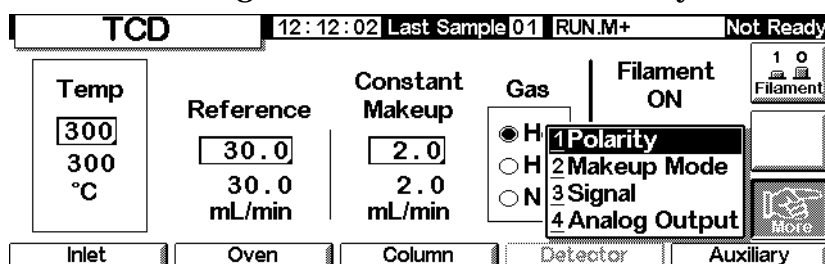 TCD 12:12:02 Last Sample 01 RUN.M+ Not Ready
Temp
300
300
°C
Reference
30.0
30.0
mL/min
Constant
Makeup
2.0
2.0
mL/min
Gas
H
H
N
Filament
ON
1 Polarity
2 Makeup Mode
3 Signal
4 Analog Output
1 0
Filament
More
Inlet Oven Column Detector Auxiliary